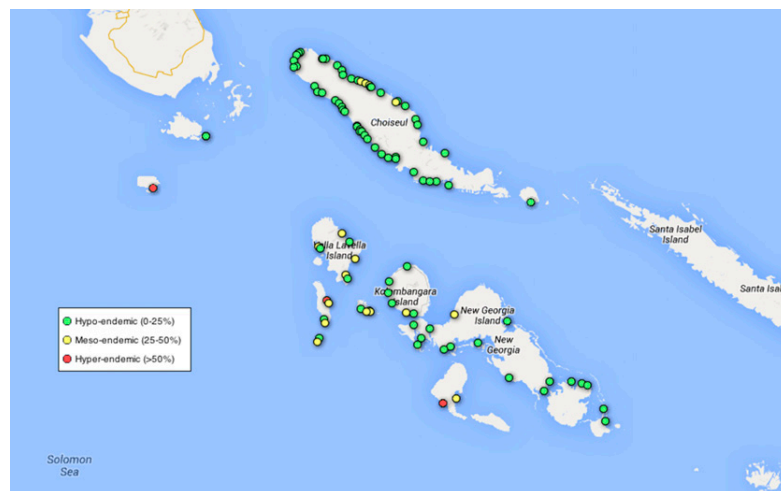 Choiseul
Santa Isabel
Island
Vella Lavella
Island
Santa Isa
Kolombangara
Island
New Georgia
Island
New
Georgia
Hypo-endemic (0-25%)
Meso-endemic (25-50%)
Hyper-endemic (>50%)
Solomon
Sea